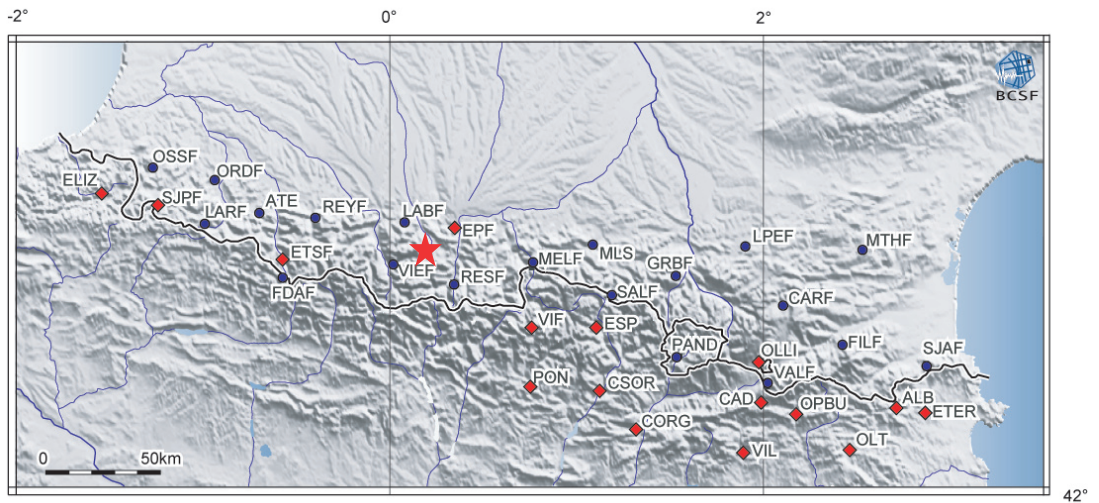 -2° 0° 2°
BCSF
OSSF
ELIZ
ORDF
SJPF
ATE
REYF
LARF
LABF
EPF
ETSF
VIEF
FDAF
RESF
MELF
MLS
GRBF
LPEF
MTHF
SALF
CARF
VIF
ESP
PAND
OLLI
FILF
SJAF
VALF
PON
CSOR
CAD
OPBU
ALB
ETER
CORG
VIL
OLT
0 50km
42°